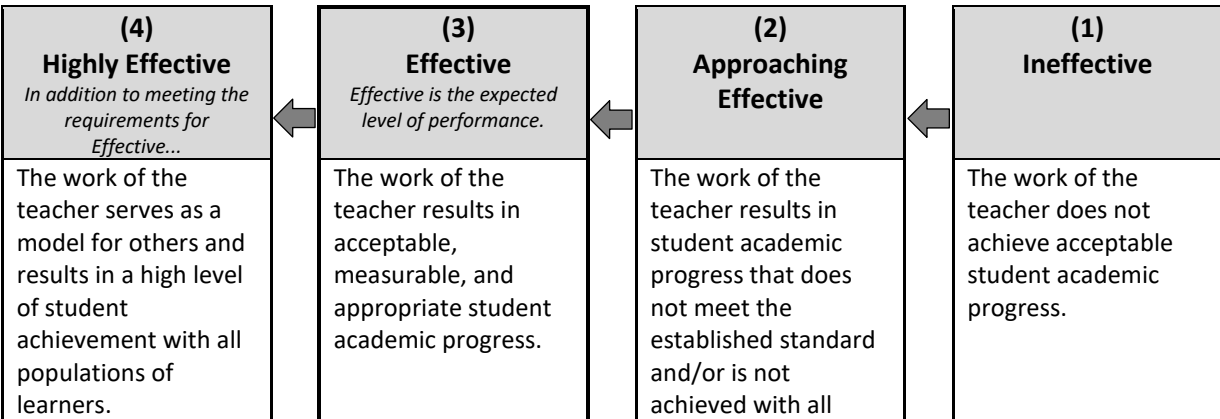 (4)
Highly Effective
In addition to meeting the
requirements for
Effective...
(3)
Effective
Effective is the expected
level of performance.
(2)
Approaching
Effective
(1)
Ineffective
The work of the
teacher serves as a
model for others and
results in a high level
of student
achievement with all
populations of
learners.
The work of the
teacher results in
acceptable,
measurable, and
appropriate student
academic progress.
The work of the
teacher results in
student academic
progress that does
not meet the
established standard
and/or is not
achieved with all
The work of the
teacher does not
achieve acceptable
student academic
progress.